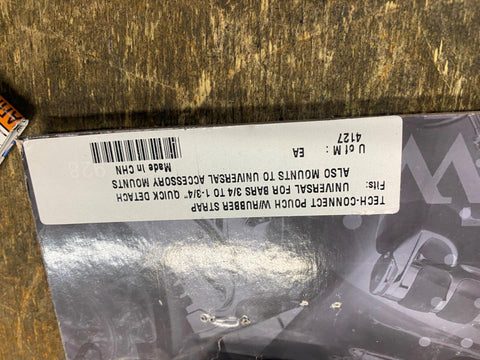 TECH-CONNECT POUCH W/RUBBER STRAP
Fits:
UNIVERSAL FOR BARS 3/4 TO 1-3/4" QUICK DETACH
ALSO MOUNTS TO UNIVERSAL ACCESSORY MOUNTS
U of M: EA
Made in CHN
4127
W